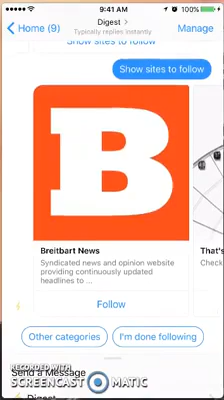 9:41 AM
100%
Home (9)
Digest >
Manage
Typically replies instantly
Show sites to follow
Show sites to follow
B
Breitbart News
Syndicated news and opinion website
providing continuously updated
headlines to ...
Follow
That's
Check
Other categories
I'm done following
RECORDED WITH
Send a Message
SCREENCAST MATIC
Digest